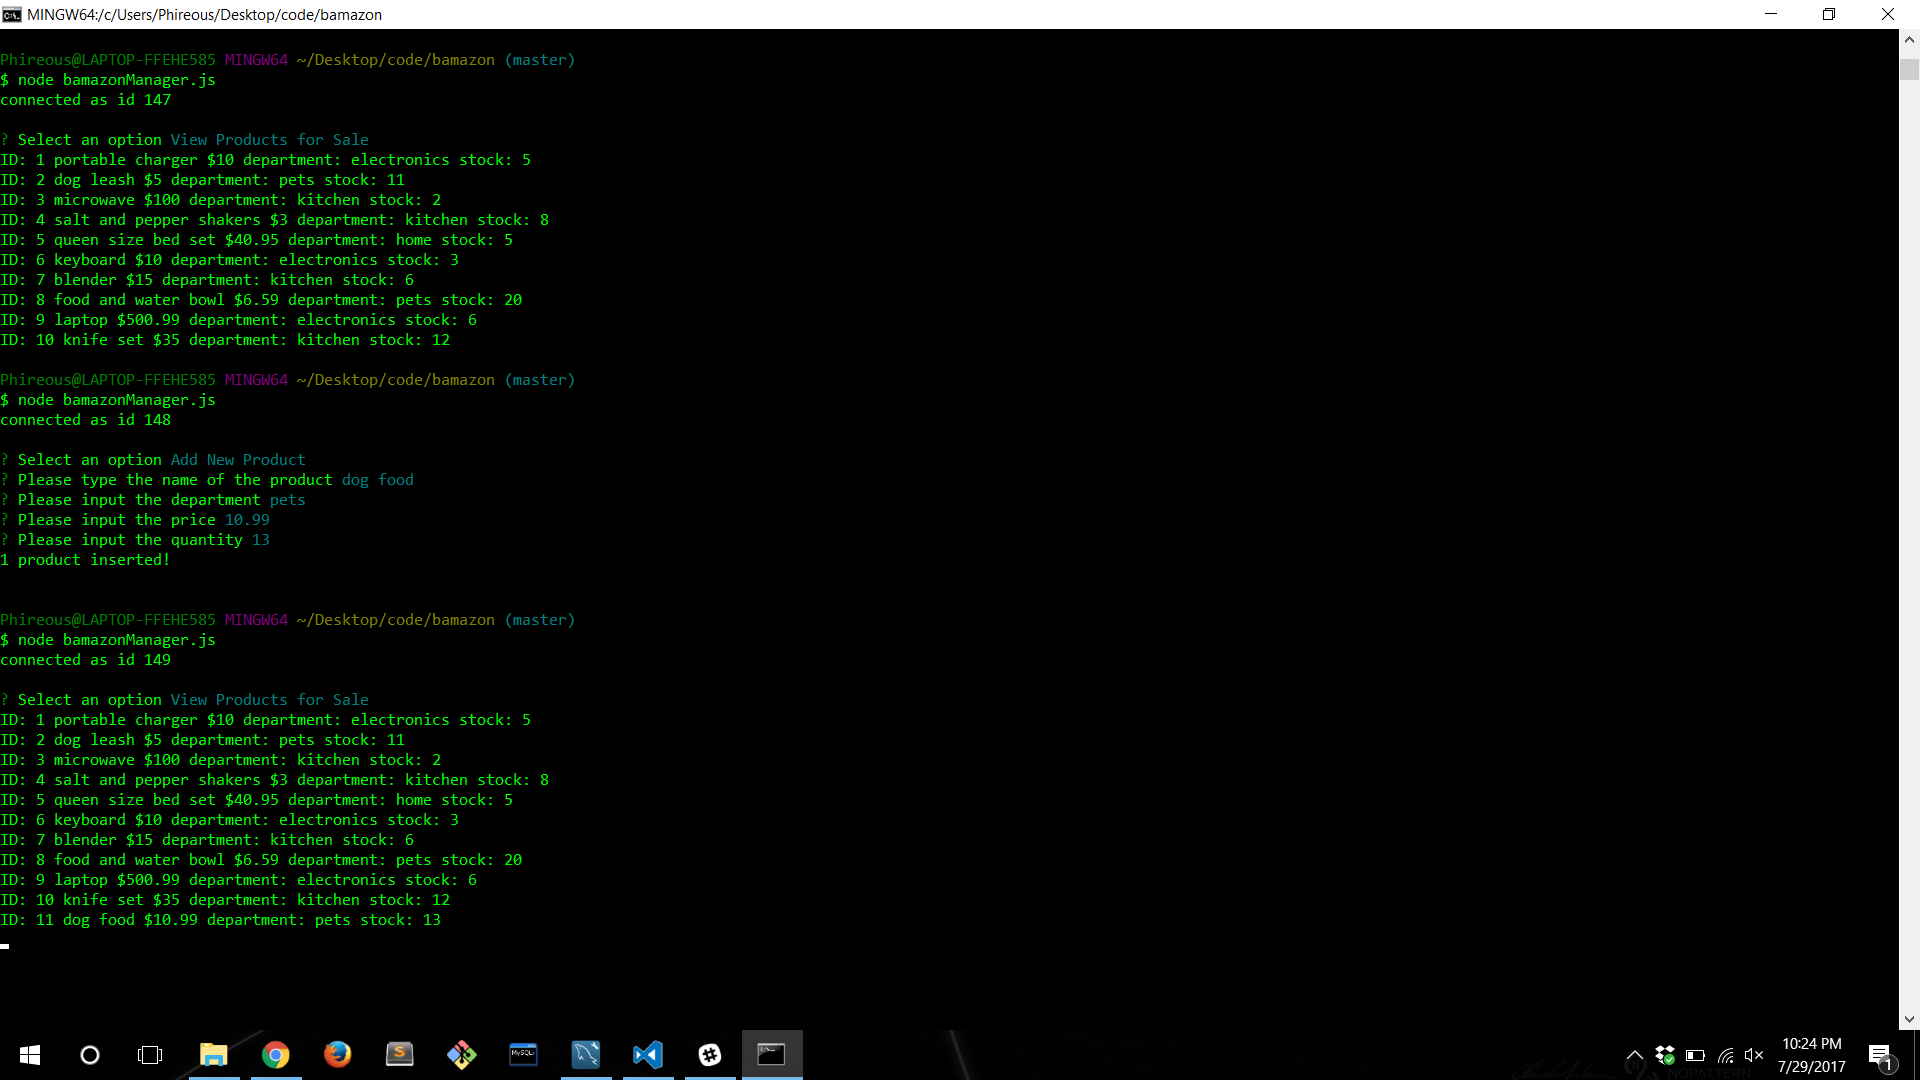 MINGW64:/c/Users/Phireous/Desktop/code/bamazon
Phireous@LAPTOP-FFEHE585 MINGW64 ~/Desktop/code/bamazon (master)
$ node bamazonManager.js
connected as id 147
? Select an option View Products for Sale
ID: 1 portable charger $10 department: electronics stock: 5
ID: 2 dog leash $5 department: pets stock: 11
ID: 3 microwave $100 department: kitchen stock: 2
ID: 4 salt and pepper shakers $3 department: kitchen stock: 8
ID: 5 queen size bed set $40.95 department: home stock: 5
ID: 6 keyboard $10 department: electronics stock: 3
ID: 7 blender $15 department: kitchen stock: 6
ID: 8 food and water bowl $6.59 department: pets stock: 20
ID: 9 laptop $500.99 department: electronics stock: 6
ID: 10 knife set $35 department: kitchen stock: 12
Phireous@LAPTOP-FFEHE585 MINGW64 ~/Desktop/code/bamazon (master)
$ node bamazonManager.js
connected as id 148
? Select an option Add New Product
? Please type the name of the product dog food
? Please input the department pets
? Please input the price 10.99
? Please input the quantity 13
1 product inserted!
Phireous@LAPTOP-FFEHE585 MINGW64 ~/Desktop/code/bamazon (master)
$ node bamazonManager.js
connected as id 149
? Select an option View Products for Sale
ID: 1 portable charger $10 department: electronics stock: 5
ID: 2 dog leash $5 department: pets stock: 11
ID: 3 microwave $100 department: kitchen stock: 2
ID: 4 salt and pepper shakers $3 department: kitchen stock: 8
ID: 5 queen size bed set $40.95 department: home stock: 5
ID: 6 keyboard $10 department: electronics stock: 3
ID: 7 blender $15 department: kitchen stock: 6
ID: 8 food and water bowl $6.59 department: pets stock: 20
ID: 9 laptop $500.99 department: electronics stock: 6
ID: 10 knife set $35 department: kitchen stock: 12
ID: 11 dog food $10.99 department: pets stock: 13
MySQL
10:24 PM
7/29/2017
1
NOPATTERN